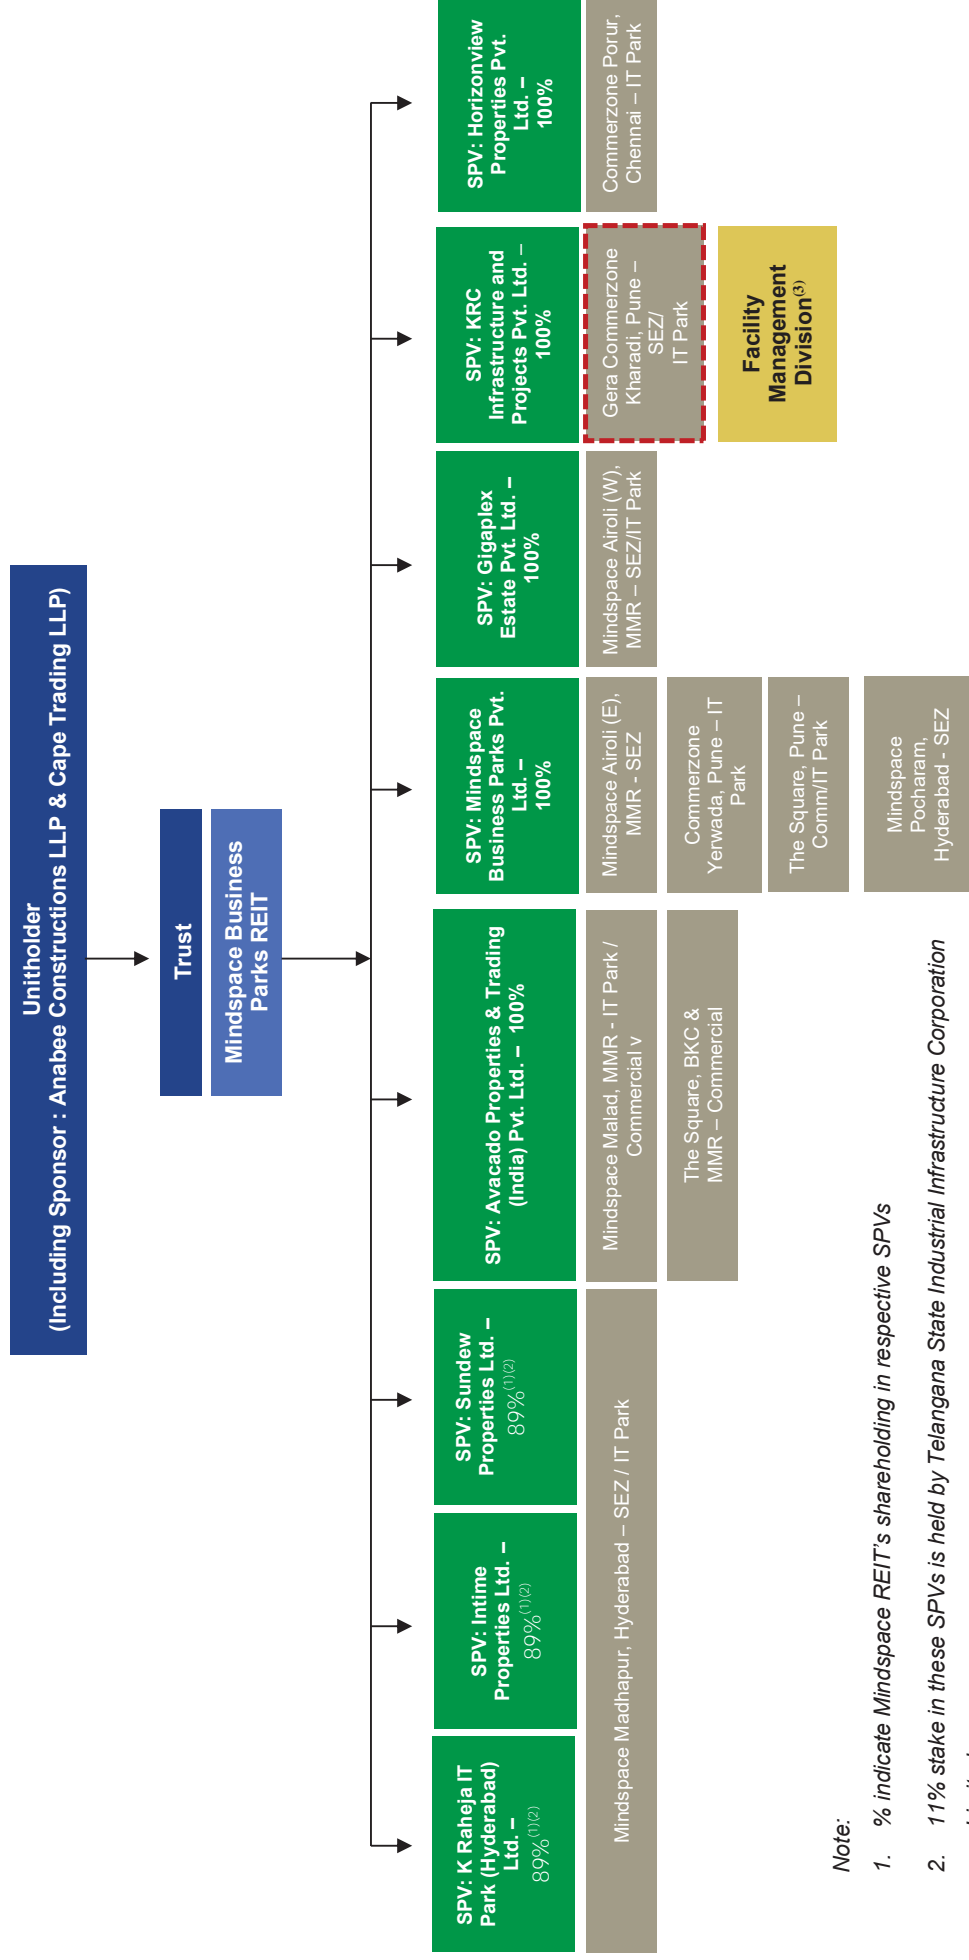 Unitholder
(Including Sponsor : Anabee Constructions LLP & Cape Trading LLP)
Trust
Mindspace Business
Parks REIT
SPV: K Raheja IT
Park (Hyderabad)
Ltd. –
89%(1)(2)
SPV: Intime
Properties Ltd. –
89%(1)(2)
SPV: Sundew
Properties Ltd. –
89%(1)(2)
SPV: Avacado Properties & Trading
(India) Pvt. Ltd. – 100%
SPV: Mindspace
Business Parks Pvt.
Ltd. –
100%
SPV: Gigaplex
Estate Pvt. Ltd. –
100%
SPV: KRC
Infrastructure and
Projects Pvt. Ltd. –
100%
SPV: Horizonview
Properties Pvt.
Ltd. –
100%
Mindspace Madhapur, Hyderabad – SEZ / IT Park
Mindspace Malad, MMR - IT Park /
Commercial v
The Square, BKC &
MMR – Commercial
Mindspace Airoli (E),
MMR - SEZ
Commerzone
Yerwada, Pune – IT
Park
The Square, Pune –
Comm/IT Park
Mindspace
Pocharam,
Hyderabad - SEZ
Mindspace Airoli (W),
MMR – SEZ/IT Park
Gera Commerzone
Kharadi, Pune –
SEZ/
IT Park
Facility
Management
Division(3)
Commerzone Porur,
Chennai – IT Park
Note:
1. % indicate Mindspace REIT's shareholding in respective SPVs
2. 11% stake in these SPVs is held by Telangana State Industrial Infrastructure Corporation